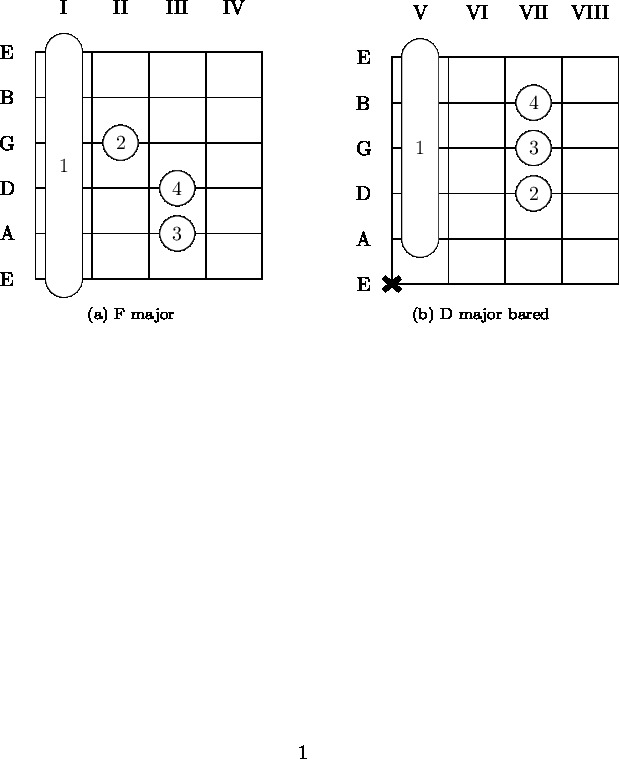 I II III IV
E
B
G 2
1
D 4
A 3
E
(a) F major
V VI VII VIII
E
B 4
G 1 3
D 2
A
E
(b) D major bared
1